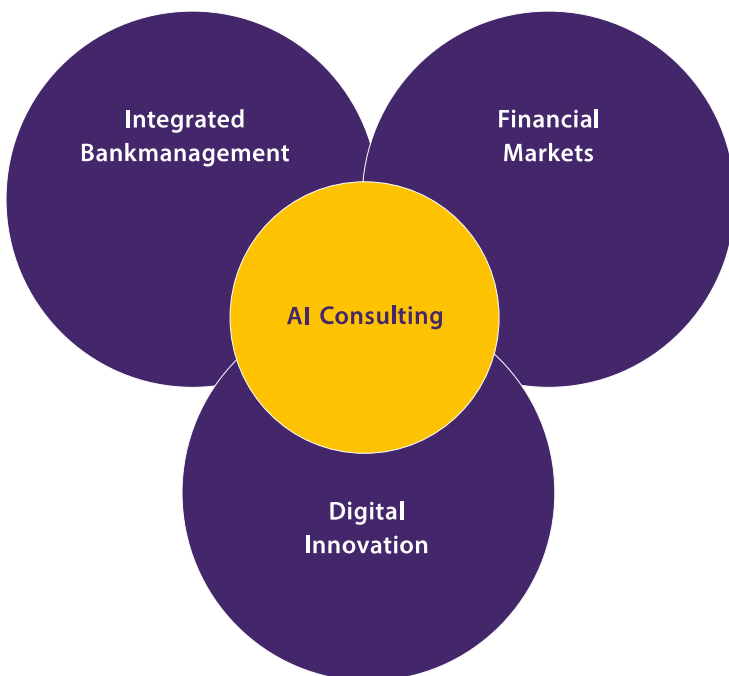 Integrated
Bankmanagement
Financial
Markets
AI Consulting
Digital
Innovation